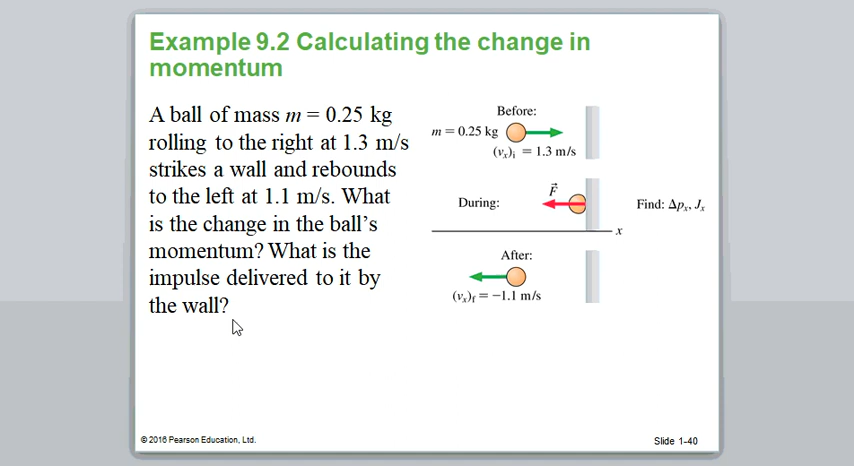 Example 9.2 Calculating the change in
momentum
A ball of mass m = 0.25 kg
rolling to the right at 1.3 m/s
strikes a wall and rebounds
to the left at 1.1 m/s. What
is the change in the ball's
momentum? What is the
impulse delivered to it by
the wall?
Before:
m = 0.25 kg
(vₓ)ᵢ = 1.3 m/s
F⃗
During:
Find: Δpₓ, Jₓ
x
After:
(vₓ)f = −1.1 m/s
© 2016 Pearson Education, Ltd.
Slide 1-40